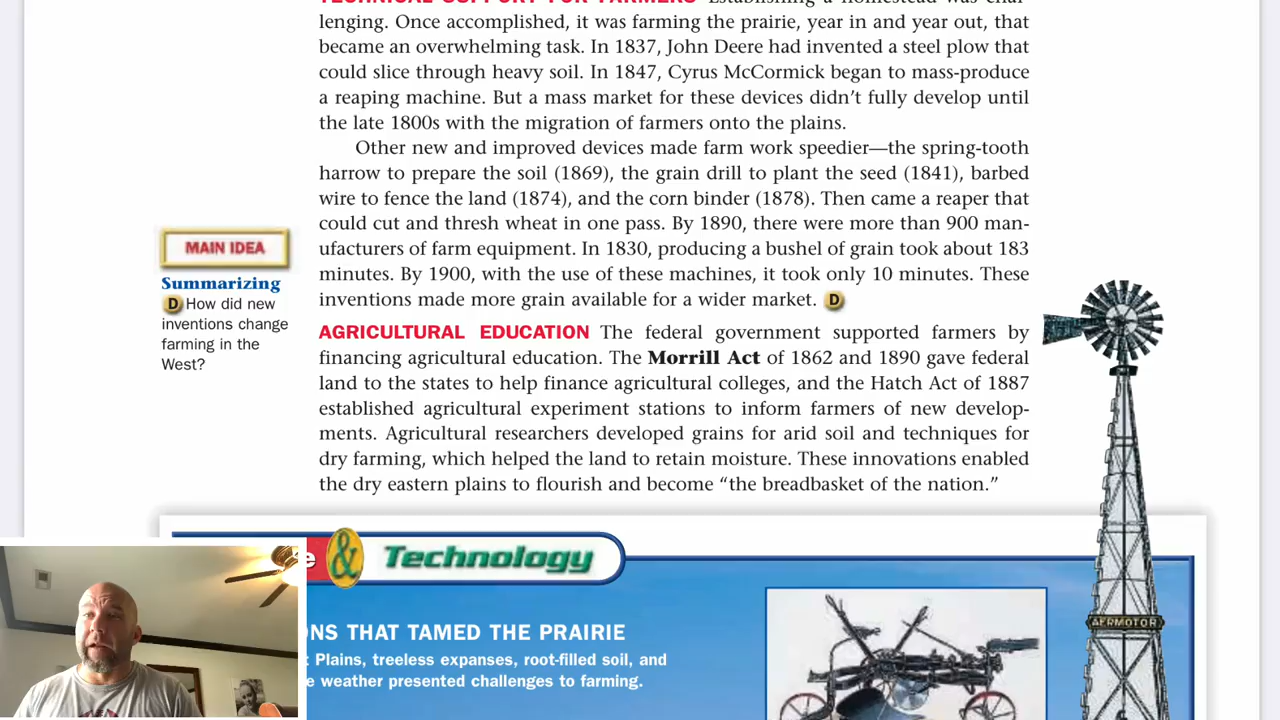 TECHNICAL SUPPORT FOR FARMERS Establishing a homestead was chal-
lenging. Once accomplished, it was farming the prairie, year in and year out, that
became an overwhelming task. In 1837, John Deere had invented a steel plow that
could slice through heavy soil. In 1847, Cyrus McCormick began to mass-produce
a reaping machine. But a mass market for these devices didn’t fully develop until
the late 1800s with the migration of farmers onto the plains.
Other new and improved devices made farm work speedier—the spring-tooth
harrow to prepare the soil (1869), the grain drill to plant the seed (1841), barbed
wire to fence the land (1874), and the corn binder (1878). Then came a reaper that
could cut and thresh wheat in one pass. By 1890, there were more than 900 man-
ufacturers of farm equipment. In 1830, producing a bushel of grain took about 183
minutes. By 1900, with the use of these machines, it took only 10 minutes. These
inventions made more grain available for a wider market. D
MAIN IDEA
Summarizing
D How did new
inventions change
farming in the
West?
AGRICULTURAL EDUCATION The federal government supported farmers by
financing agricultural education. The Morrill Act of 1862 and 1890 gave federal
land to the states to help finance agricultural colleges, and the Hatch Act of 1887
established agricultural experiment stations to inform farmers of new develop-
ments. Agricultural researchers developed grains for arid soil and techniques for
dry farming, which helped the land to retain moisture. These innovations enabled
the dry eastern plains to flourish and become “the breadbasket of the nation.”
e & Technology
ONS THAT TAMED THE PRAIRIE
Plains, treeless expanses, root-filled soil, and
e weather presented challenges to farming.
AERMOTOR